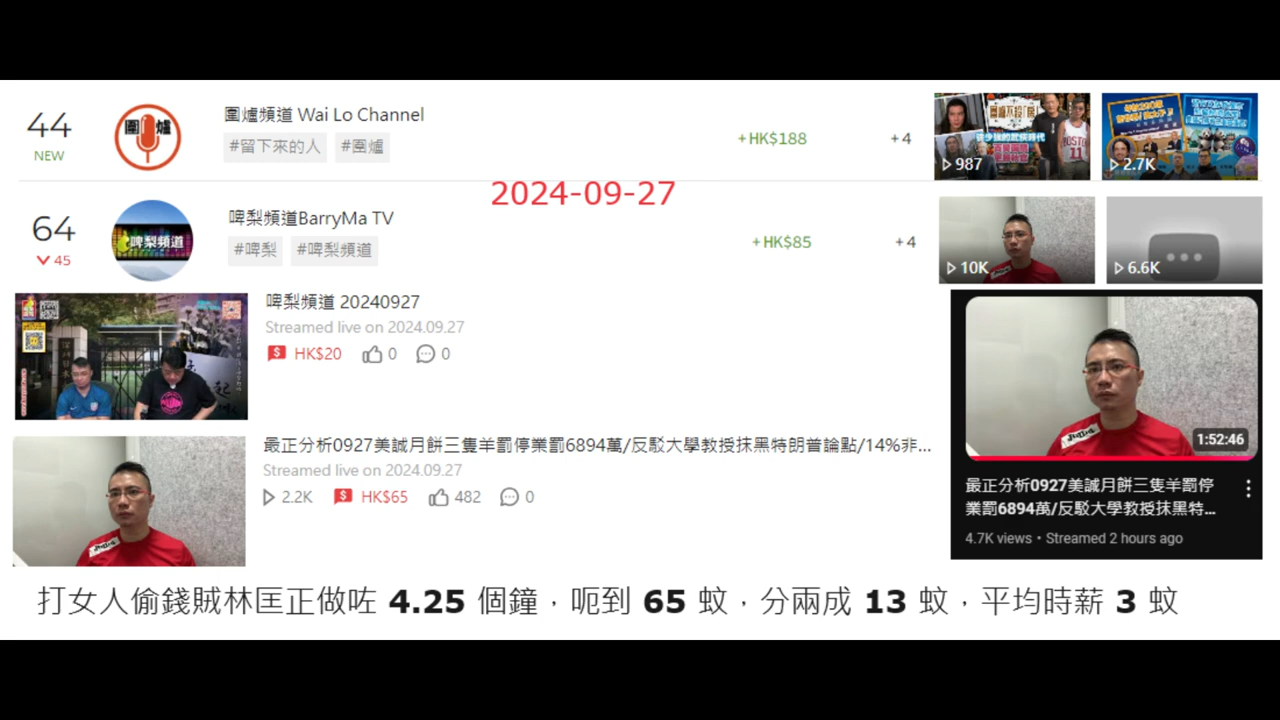 44
NEW
圍爐
圍爐頻道 Wai Lo Channel
#留下來的人 #圍爐
+HK$188
+4
987
2.7K
2024-09-27
64
45
啤梨頻道
啤梨頻道BarryMa TV
#啤梨 #啤梨頻道
+HK$85
+4
10K
6.6K
啤梨頻道 20240927
Streamed live on 2024.09.27
HK$20 0 0
最正分析0927美誠月餅三隻羊罰停業罰6894萬/反駁大學教授抹黑特朗普論點/14%非...
Streamed live on 2024.09.27
2.2K HK$65 482 0
1:52:46
最正分析0927美誠月餅三隻羊罰停
業罰6894萬/反駁大學教授抹黑特...
4.7K views • Streamed 2 hours ago
打女人偷錢賊林匡正做咗 4.25 個鐘，呃到 65 蚊，分兩成 13 蚊，平均時薪 3 蚊